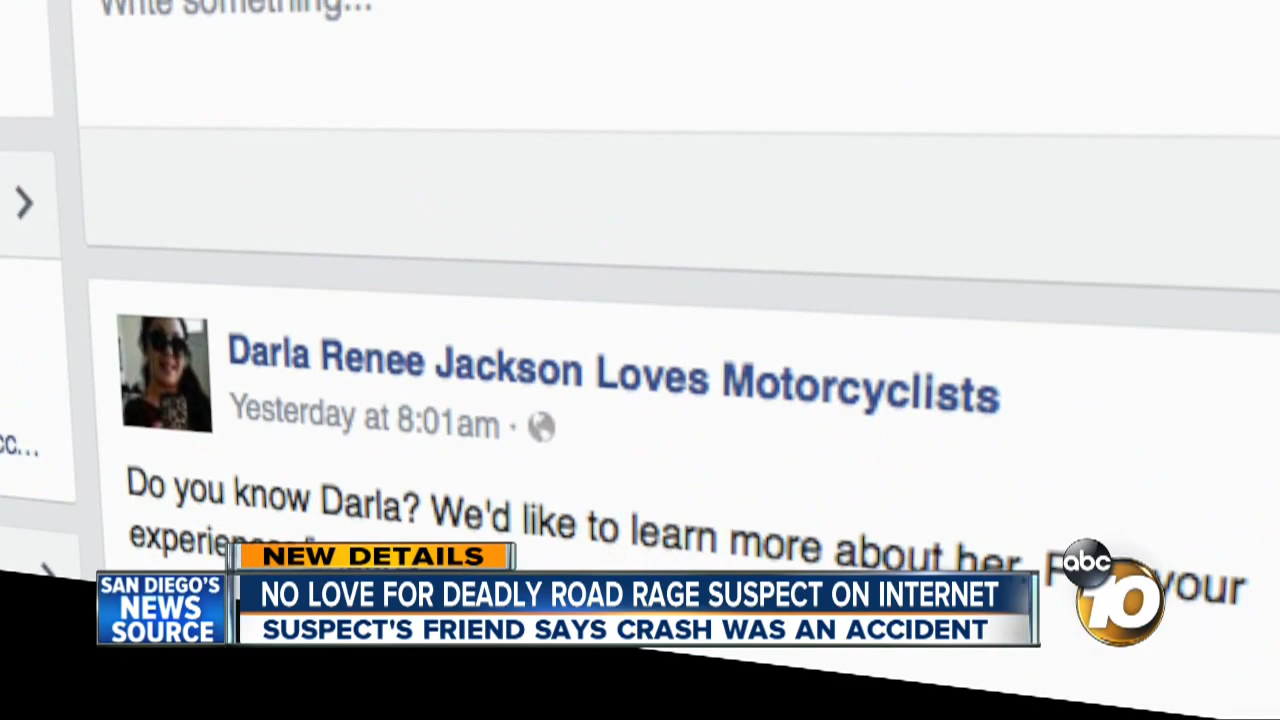 Write something...
Darla Renee Jackson Loves Motorcyclists
Yesterday at 8:01am ·
cc...
Do you know Darla? We'd like to learn more about her. your
NEW DETAILS
SAN DIEGO'S
NEWS
SOURCE
NO LOVE FOR DEADLY ROAD RAGE SUSPECT ON INTERNET
SUSPECT'S FRIEND SAYS CRASH WAS AN ACCIDENT
abc
10